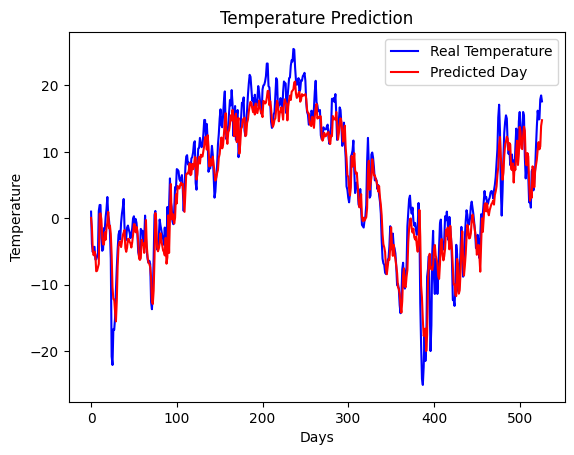 Temperature Prediction
Real Temperature
Predicted Day
Temperature
20
10
0
−10
−20
0
100
200
300
400
500
Days